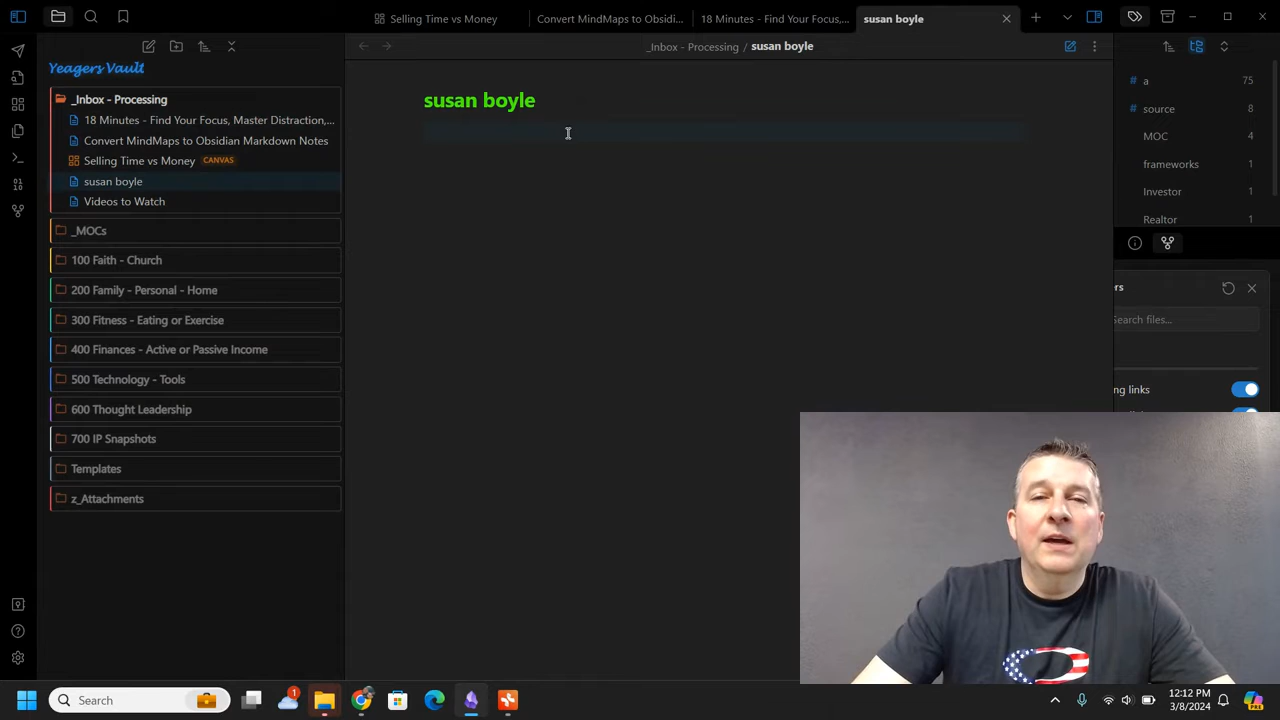 Selling Time vs Money
Convert MindMaps to Obsidi...
18 Minutes - Find Your Focus,...
susan boyle
_Inbox - Processing / susan boyle
Yeagers Vault
_Inbox - Processing
18 Minutes - Find Your Focus, Master Distraction,...
Convert MindMaps to Obsidian Markdown Notes
Selling Time vs Money CANVAS
susan boyle
Videos to Watch
_MOCs
100 Faith - Church
200 Family - Personal - Home
300 Fitness - Eating or Exercise
400 Finances - Active or Passive Income
500 Technology - Tools
600 Thought Leadership
700 IP Snapshots
Templates
z_Attachments
susan boyle
# a 75
# source 8
MOC 4
frameworks 1
Investor 1
Realtor 1
ers
Search files...
ng links
Search
1
12:12 PM
3/8/2024